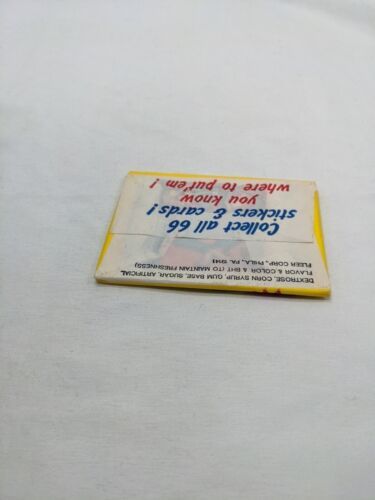 Collect all 66
stickers & cards!
you know
where to put'em !
DEXTROSE, CORN SYRUP, GUM BASE, SUGAR, ARTIFICIAL
FLAVOR & COLOR & BHT (TO MAINTAIN FRESHNESS)
FLEER CORP., PHILA., PA. 19141